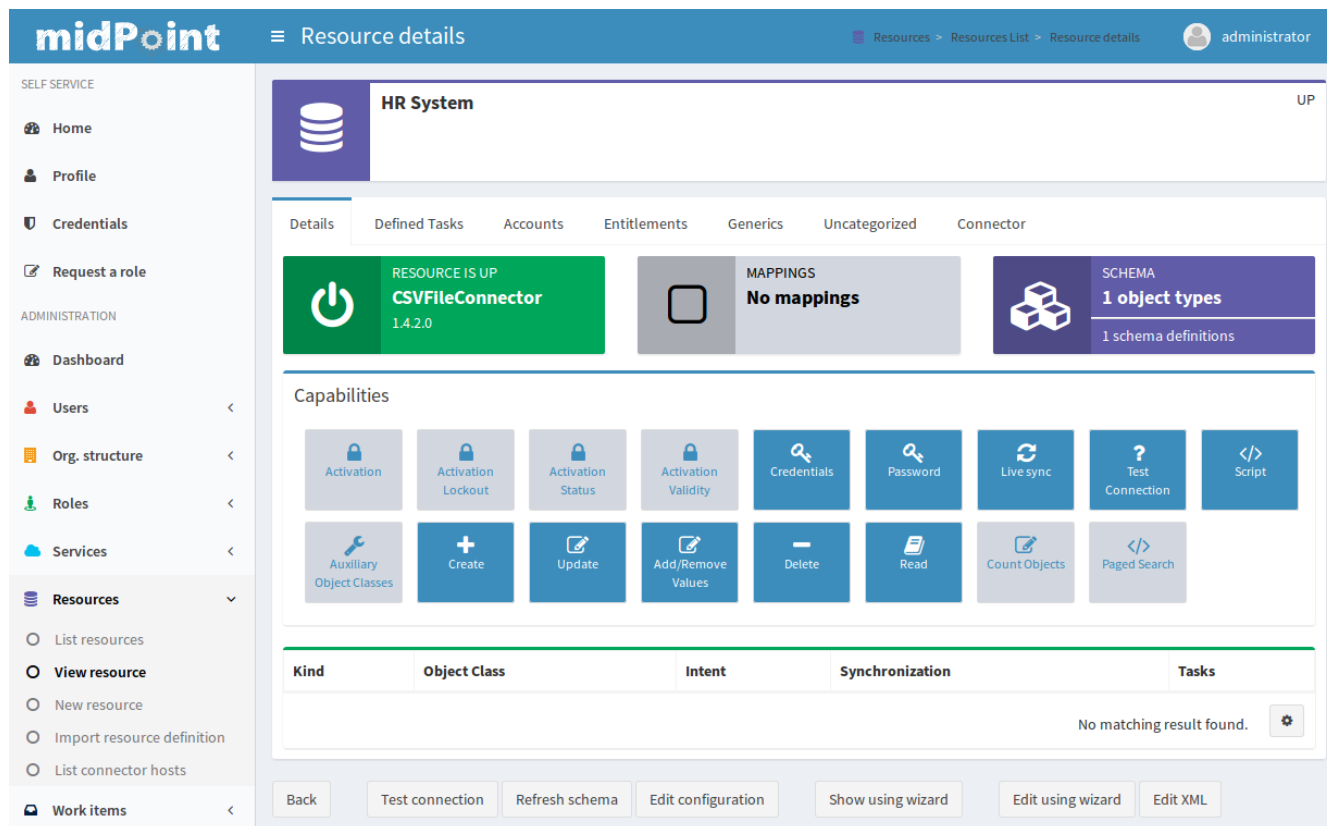 midPoint
Resource details
Resources > Resources List > Resource details
administrator
SELF SERVICE
Home
Profile
Credentials
Request a role
ADMINISTRATION
Dashboard
Users
Org. structure
Roles
Services
Resources
List resources
View resource
New resource
Import resource definition
List connector hosts
Work items
HR System
UP
Details Defined Tasks Accounts Entitlements Generics Uncategorized Connector
RESOURCE IS UP
CSVFileConnector
1.4.2.0
MAPPINGS
No mappings
SCHEMA
1 object types
1 schema definitions
Capabilities
Activation
Activation
Lockout
Activation
Status
Activation
Validity
Credentials
Password
Live sync
Test
Connection
Script
Auxiliary
Object Classes
Create
Update
Add/Remove
Values
Delete
Read
Count Objects
Paged Search
Kind Object Class Intent Synchronization Tasks
No matching result found.
Back Test connection Refresh schema Edit configuration Show using wizard Edit using wizard Edit XML